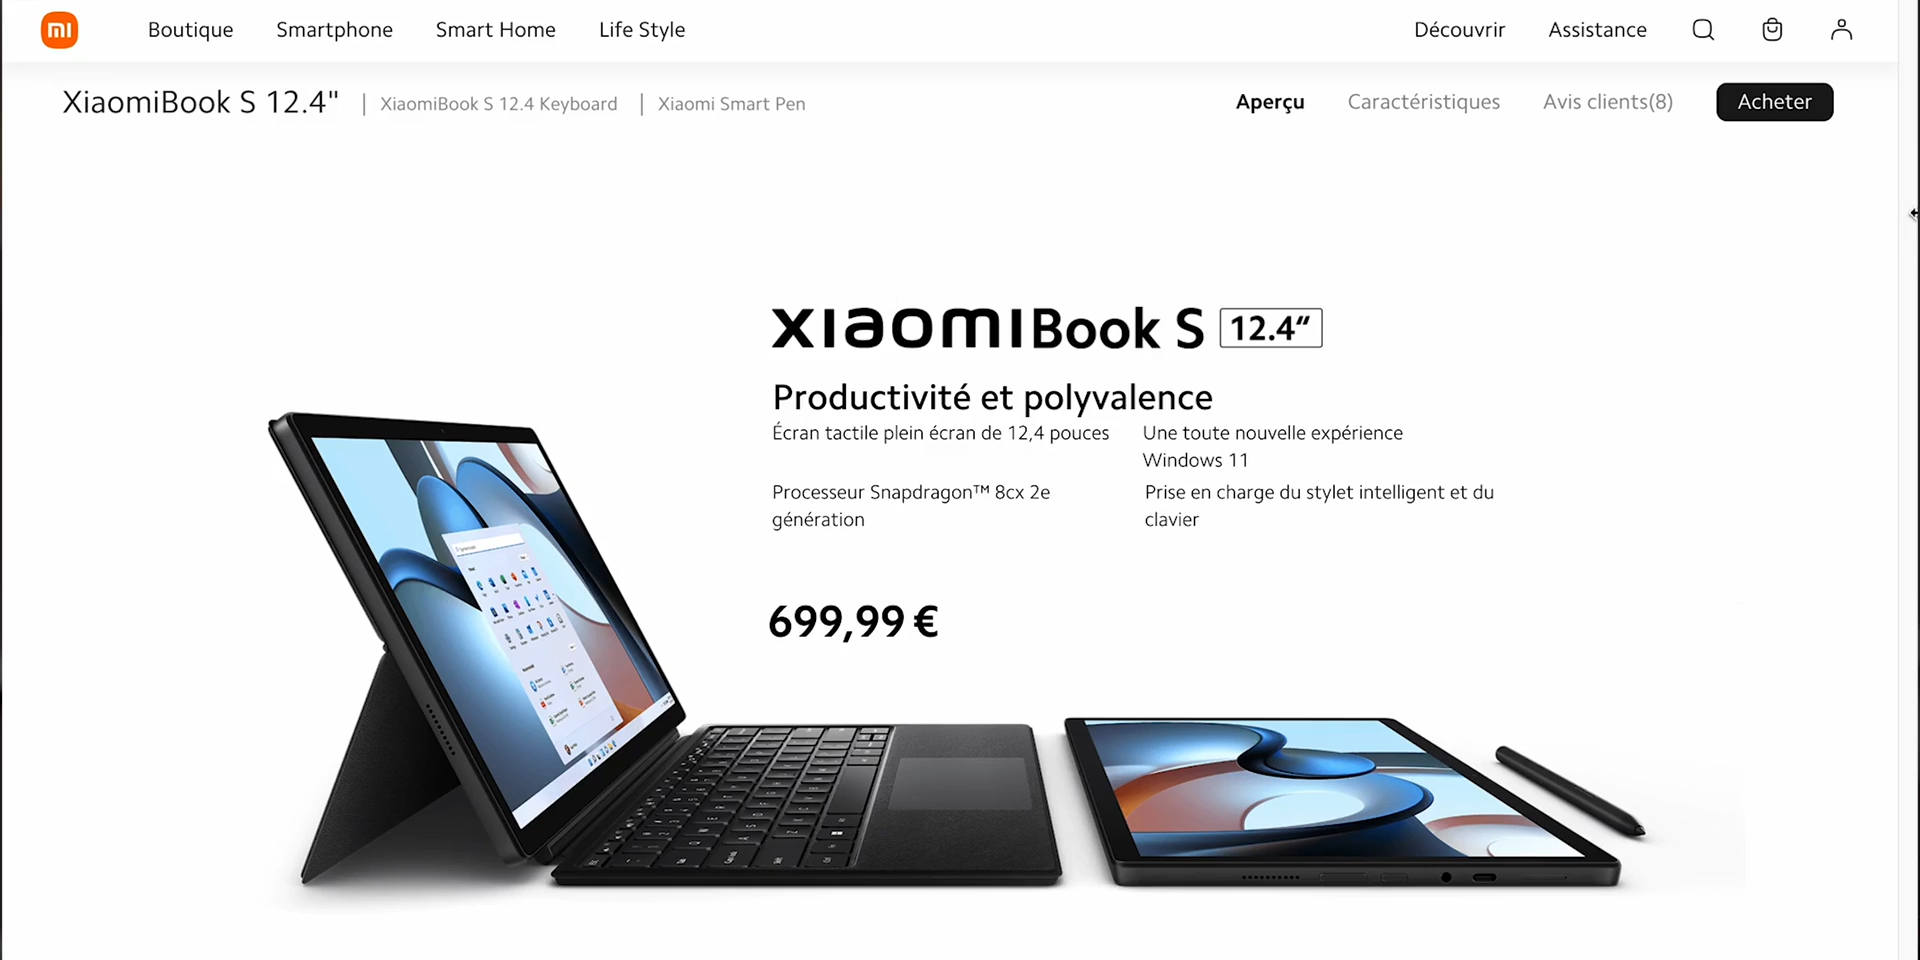 Boutique Smartphone Smart Home Life Style Découvrir Assistance
XiaomiBook S 12.4" | XiaomiBook S 12.4 Keyboard | Xiaomi Smart Pen Aperçu Caractéristiques Avis clients(8) Acheter
xiaomiBook S 12.4“
Productivité et polyvalence
Écran tactile plein écran de 12,4 pouces
Une toute nouvelle expérience
Windows 11
Processeur Snapdragon™ 8cx 2e
génération
Prise en charge du stylet intelligent et du
clavier
699,99 €